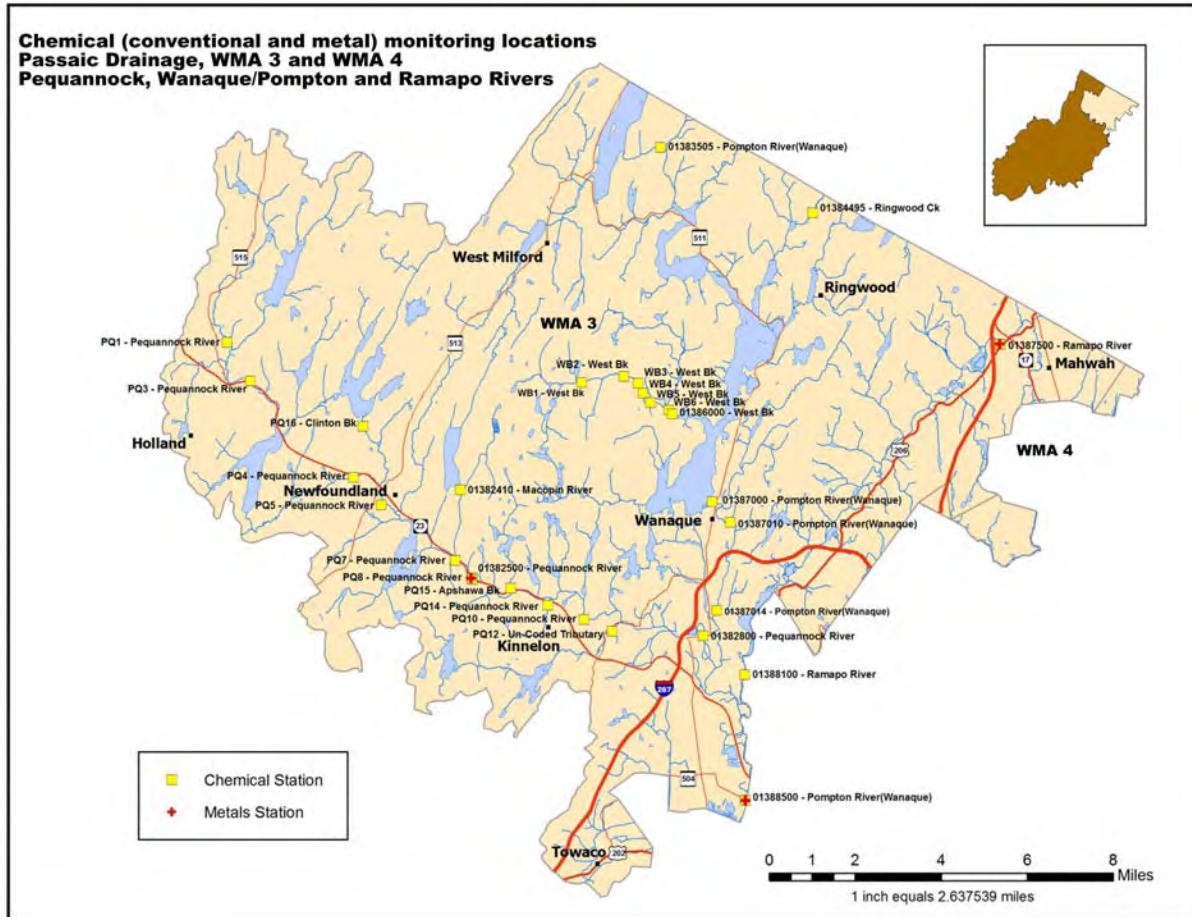 Chemical (conventional and metal) monitoring locations
Passaic Drainage, WMA 3 and WMA 4
Pequannock, Wanaque/Pompton and Ramapo Rivers
01383505 - Pompton River(Wanaque)
01384495 - Ringwood Ck
511
West Milford
515
Ringwood
WMA 3
513
PQ1 - Pequannock River
01387500 - Ramapo River
17
Mahwah
WB2 - West Bk
WB3 - West Bk
PQ3 - Pequannock River
WB4 - West Bk
WB1 - West Bk
WB5 - West Bk
WB6 - West Bk
01386000 - West Bk
PQ16 - Clinton Bk
Holland
206
WMA 4
PQ4 - Pequannock River
Newfoundland
01382410 - Macopin River
PQ5 - Pequannock River
01387000 - Pompton River(Wanaque)
Wanaque
01387010 - Pompton River(Wanaque)
23
PQ7 - Pequannock River
01382500 - Pequannock River
PQ8 - Pequannock River
PQ15 - Apshawa Bk
PQ14 - Pequannock River
01387014 - Pompton River(Wanaque)
PQ10 - Pequannock River
PQ12 - Un-Coded Tributary
01382800 - Pequannock River
Kinnelon
01388100 - Ramapo River
287
504
01388500 - Pompton River(Wanaque)
Chemical Station
Metals Station
Towaco
202
0 1 2 4 6 8
Miles
1 inch equals 2.637539 miles